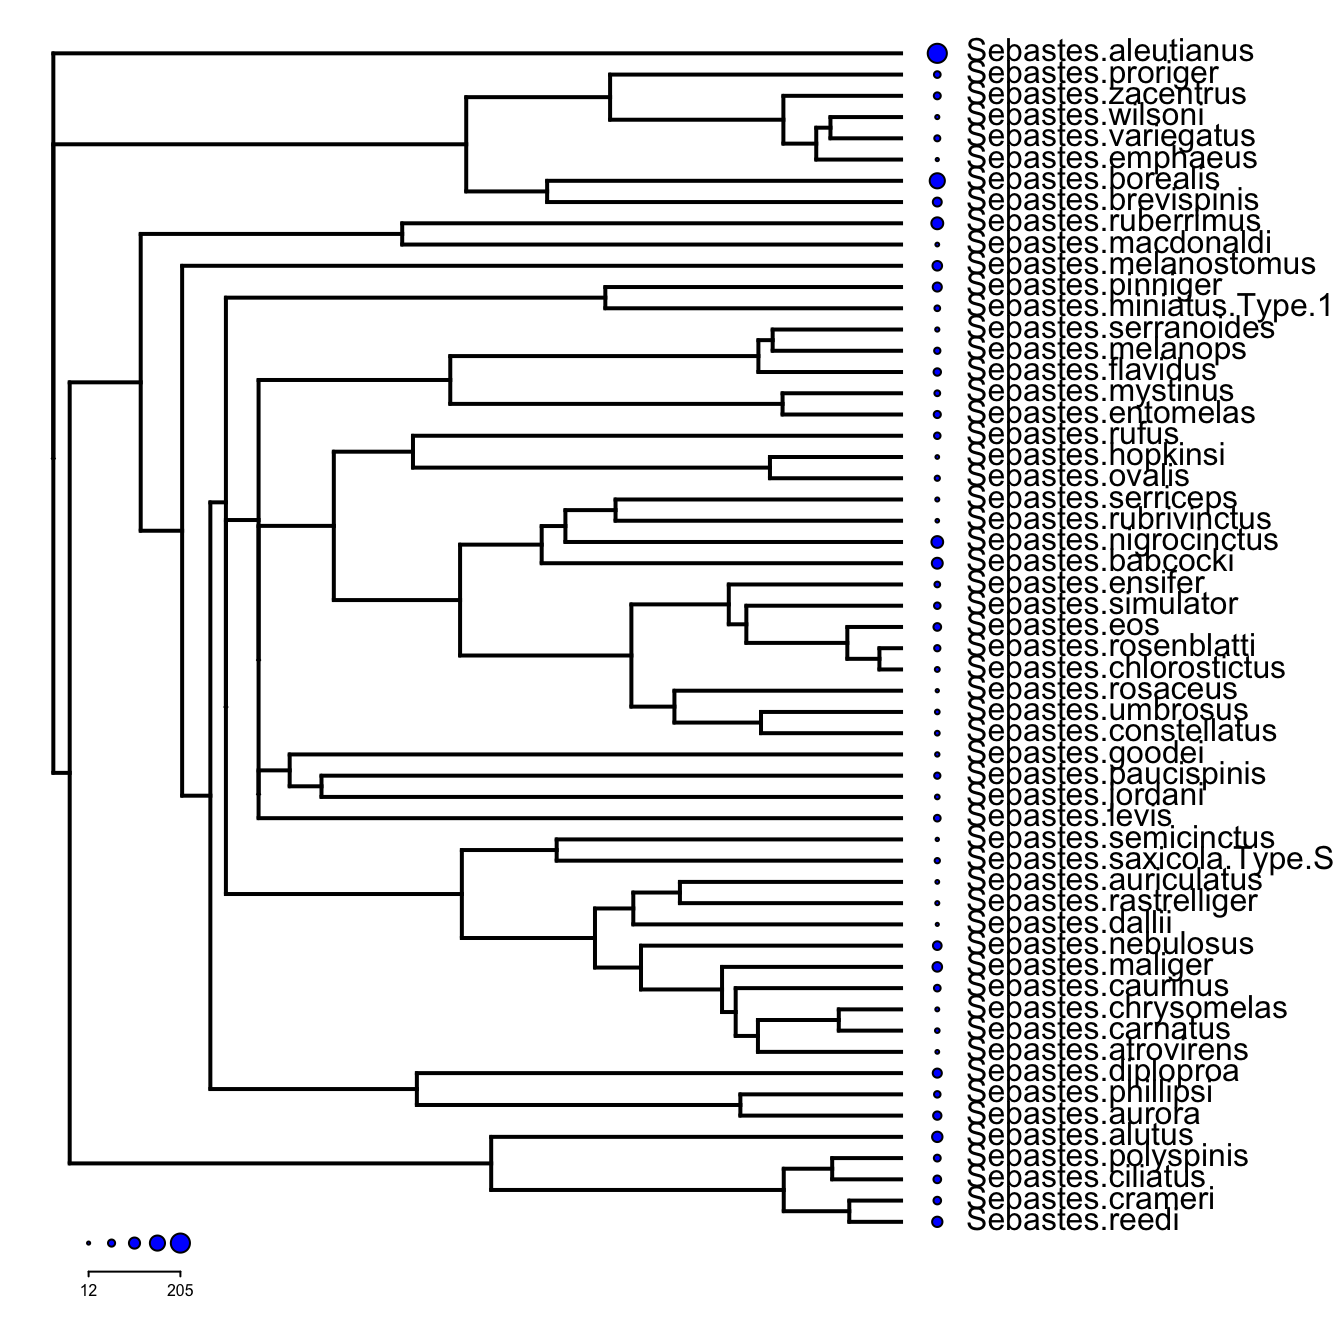 Sebastes.aleutianus
Sebastes.proriger
Sebastes.zacentrus
Sebastes.wilsoni
Sebastes.variegatus
Sebastes.emphaeus
Sebastes.borealis
Sebastes.brevispinis
Sebastes.ruberrimus
Sebastes.macdonaldi
Sebastes.melanostomus
Sebastes.pinniger
Sebastes.miniatus.Type.1
Sebastes.serranoides
Sebastes.melanops
Sebastes.flavidus
Sebastes.mystinus
Sebastes.entomelas
Sebastes.rufus
Sebastes.hopkinsi
Sebastes.ovalis
Sebastes.serriceps
Sebastes.rubrivinctus
Sebastes.nigrocinctus
Sebastes.babcocki
Sebastes.ensifer
Sebastes.simulator
Sebastes.eos
Sebastes.rosenblatti
Sebastes.chlorostictus
Sebastes.rosaceus
Sebastes.umbrosus
Sebastes.constellatus
Sebastes.goodei
Sebastes.paucispinis
Sebastes.jordani
Sebastes.levis
Sebastes.semicinctus
Sebastes.saxicola.Type.S
Sebastes.auriculatus
Sebastes.rastrelliger
Sebastes.dallii
Sebastes.nebulosus
Sebastes.maliger
Sebastes.caurinus
Sebastes.chrysomelas
Sebastes.carnatus
Sebastes.atrovirens
Sebastes.diploproa
Sebastes.phillipsi
Sebastes.aurora
Sebastes.alutus
Sebastes.polyspinis
Sebastes.ciliatus
Sebastes.crameri
Sebastes.reedi
12 205